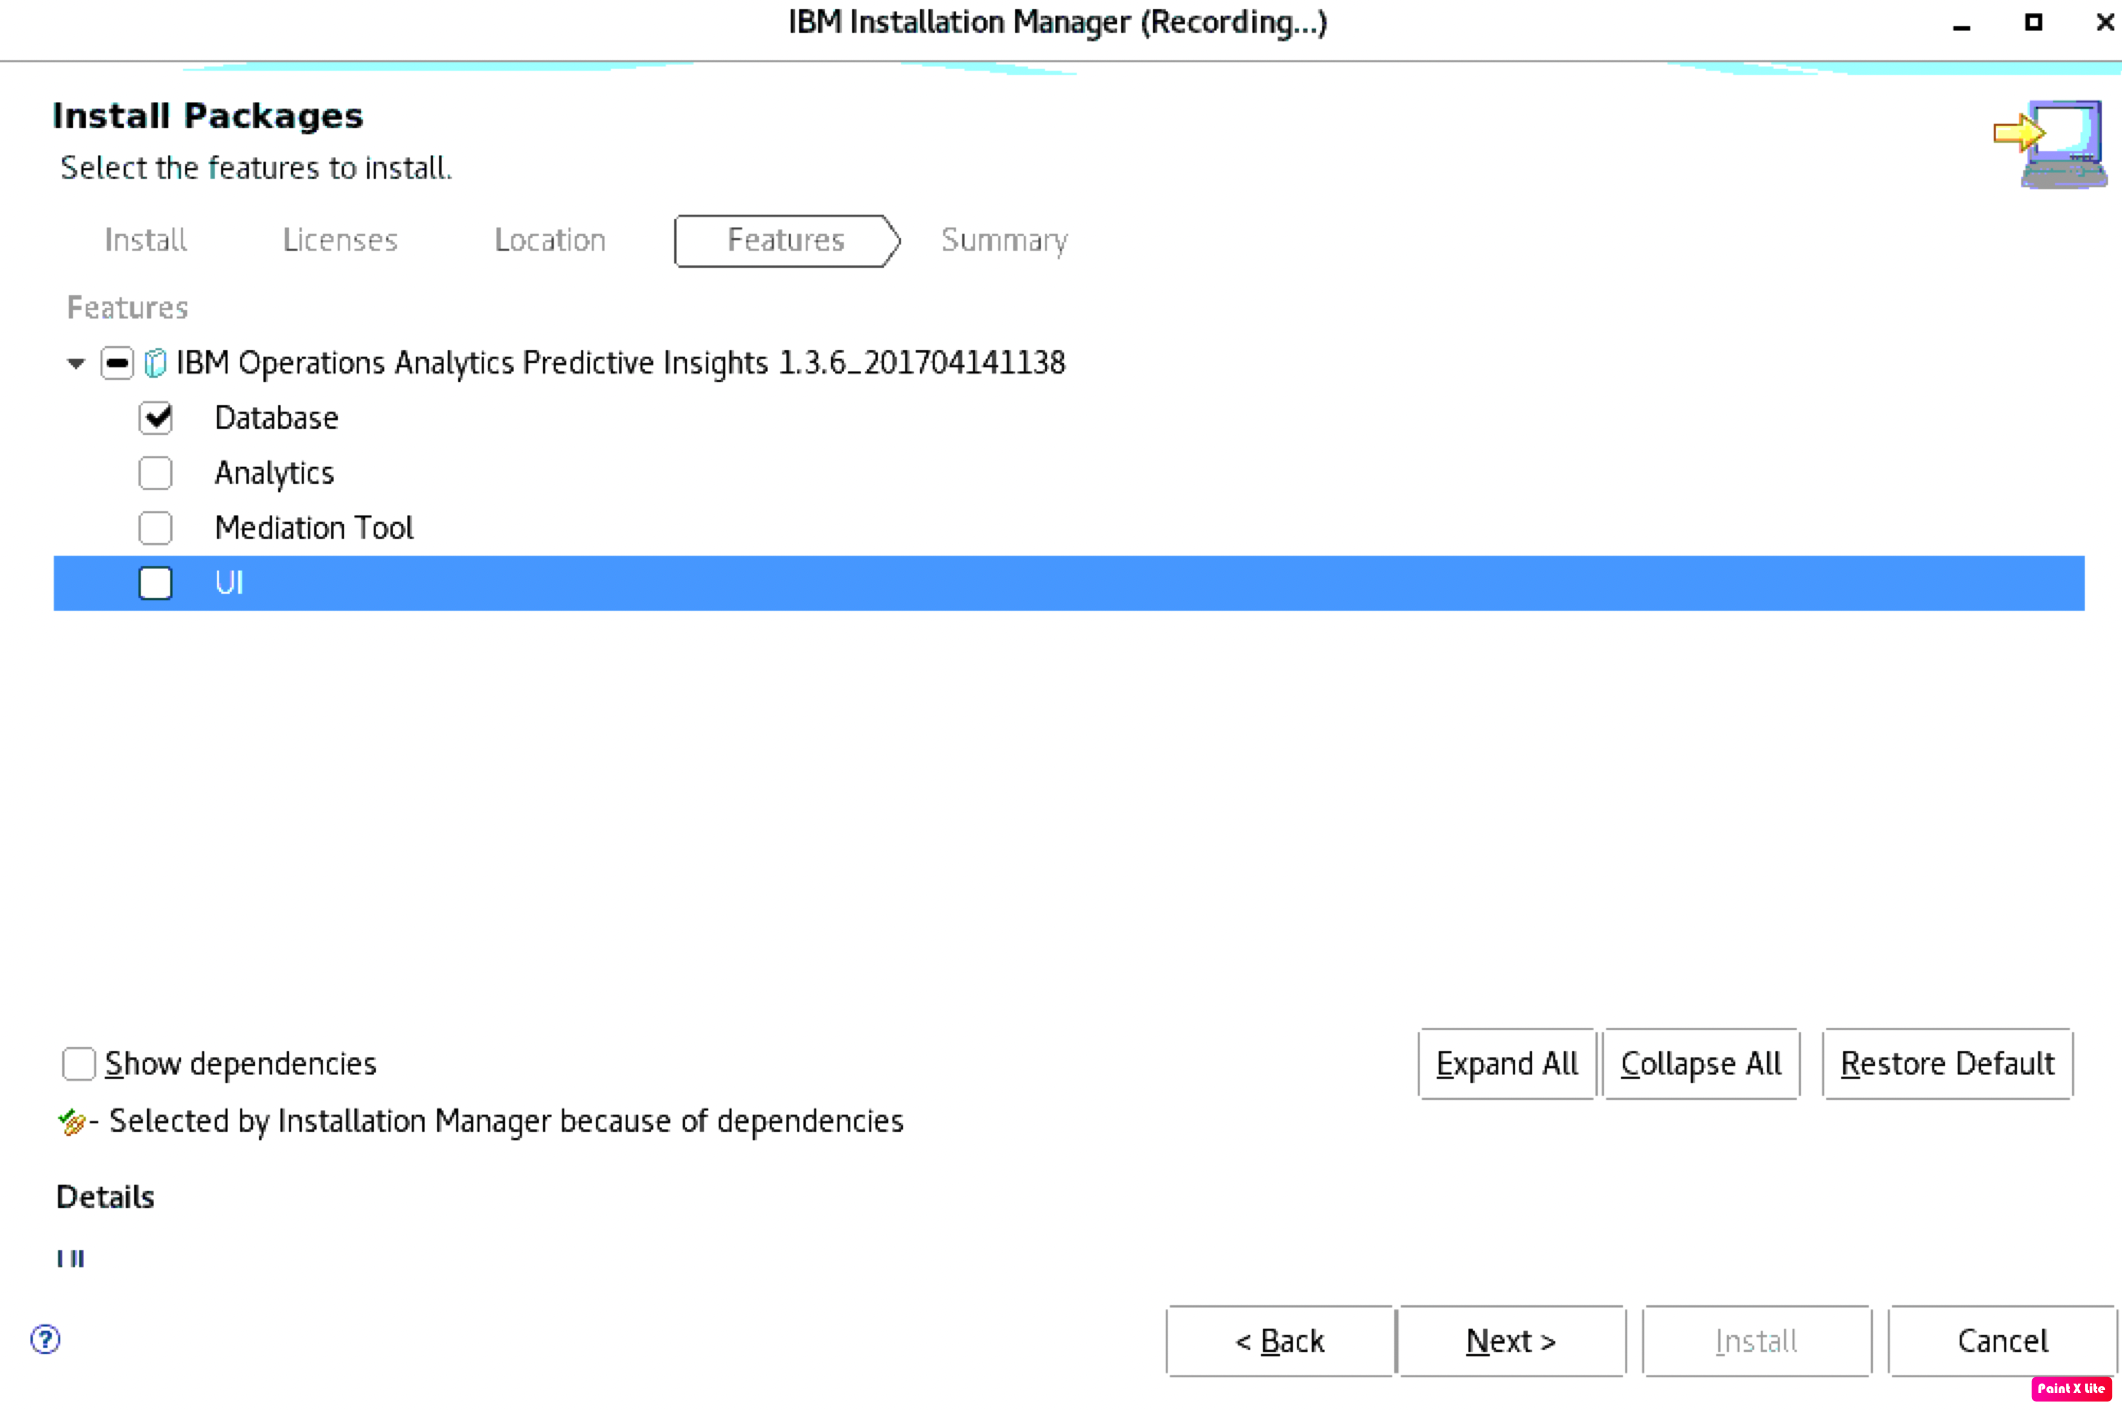 IBM Installation Manager (Recording...)
Install Packages
Select the features to install.
Install Licenses Location Features Summary
Features
IBM Operations Analytics Predictive Insights 1.3.6_201704141138
Database
Analytics
Mediation Tool
UI
Show dependencies Expand All Collapse All Restore Default
- Selected by Installation Manager because of dependencies
Details
? < Back Next > Install Cancel
Paint X Lite